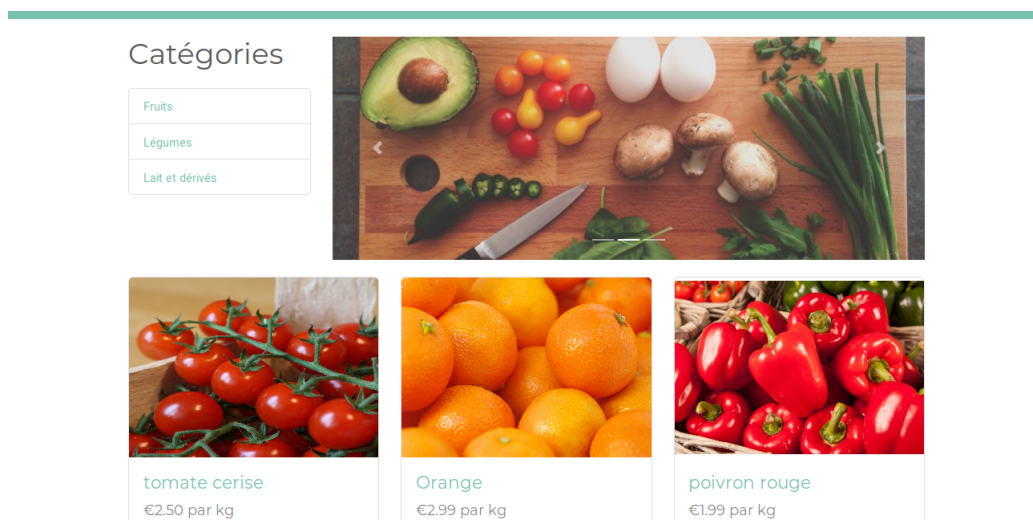 Catégories
Fruits
Légumes
Lait et dérivés
tomate cerise
€2.50 par kg
Orange
€2.99 par kg
poivron rouge
€1.99 par kg